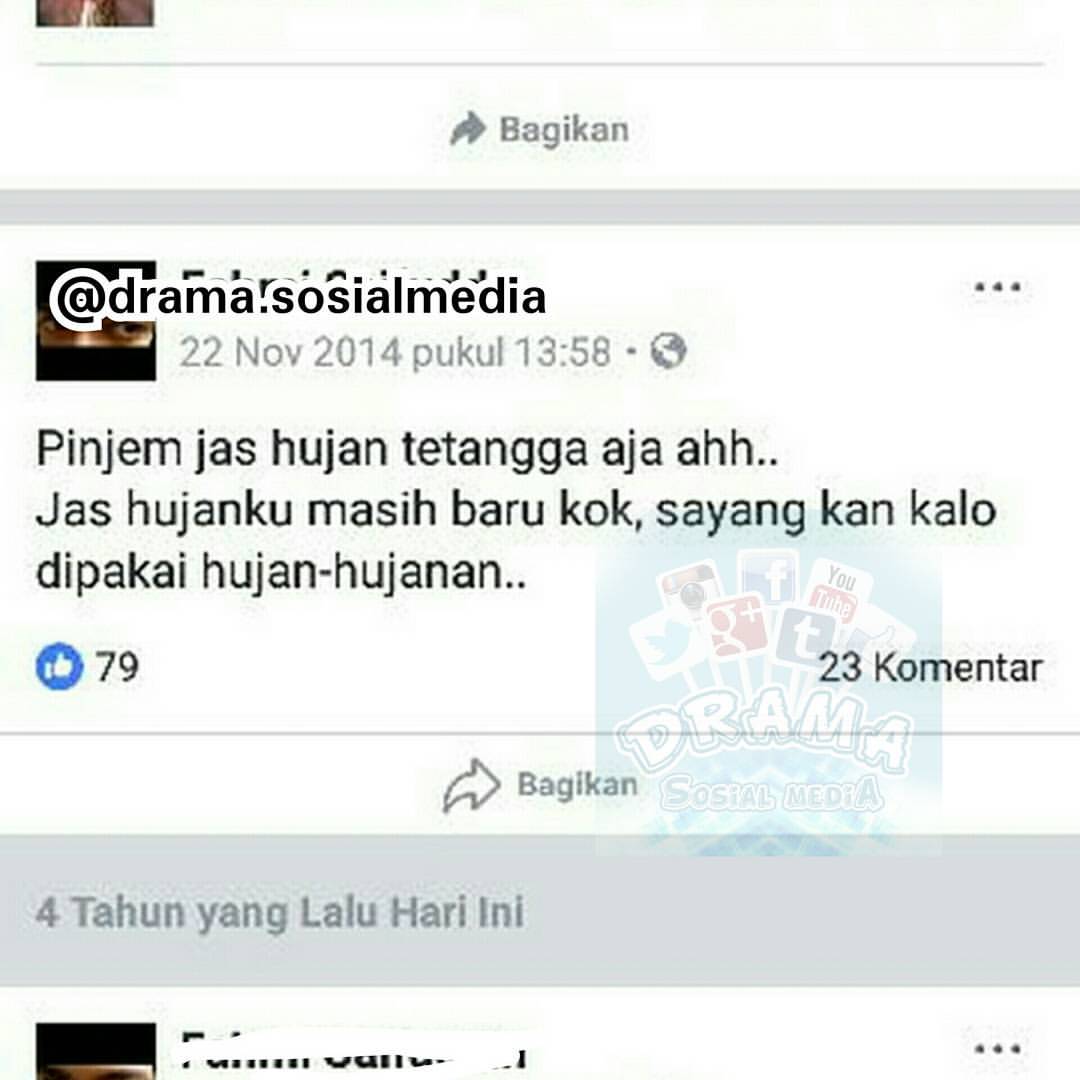 Bagikan
@drama.sosialmedia
22 Nov 2014 pukul 13:58
Pinjem jas hujan tetangga aja ahh..
Jas hujanku masih baru kok, sayang kan kalo
dipakai hujan-hujanan..
You
Tube
f
g+
t
79
23 Komentar
DRAMA
SOSIAL MEDIA
Bagikan
4 Tahun yang Lalu Hari Ini